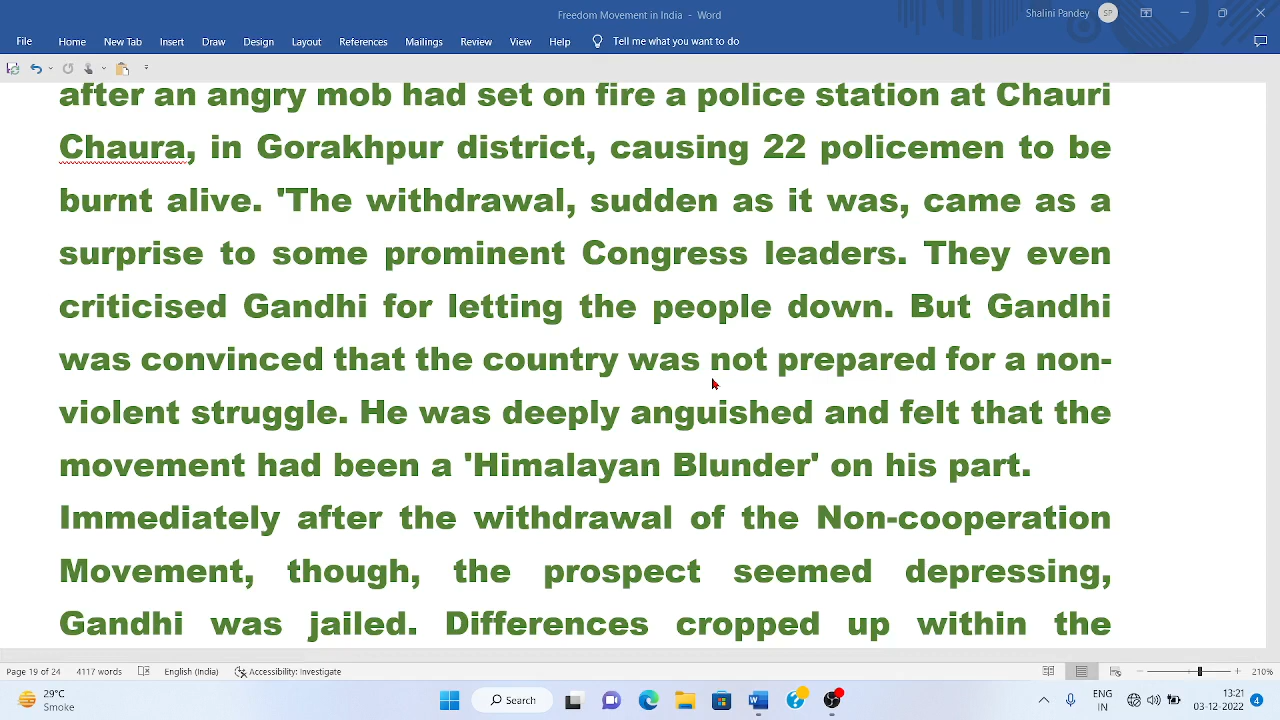 Freedom Movement in India - Word
Shalini Pandey SP
File Home New Tab Insert Draw Design Layout References Mailings Review View Help Tell me what you want to do
after an angry mob had set on fire a police station at Chauri
Chaura, in Gorakhpur district, causing 22 policemen to be
burnt alive. 'The withdrawal, sudden as it was, came as a
surprise to some prominent Congress leaders. They even
criticised Gandhi for letting the people down. But Gandhi
was convinced that the country was not prepared for a non-
violent struggle. He was deeply anguished and felt that the
movement had been a 'Himalayan Blunder' on his part.
Immediately after the withdrawal of the Non-cooperation
Movement, though, the prospect seemed depressing,
Gandhi was jailed. Differences cropped up within the
Page 19 of 24 4117 words English (India) Accessibility: Investigate 210%
29°C
Smoke
Search
ENG
IN
13:21
03-12-2022
4